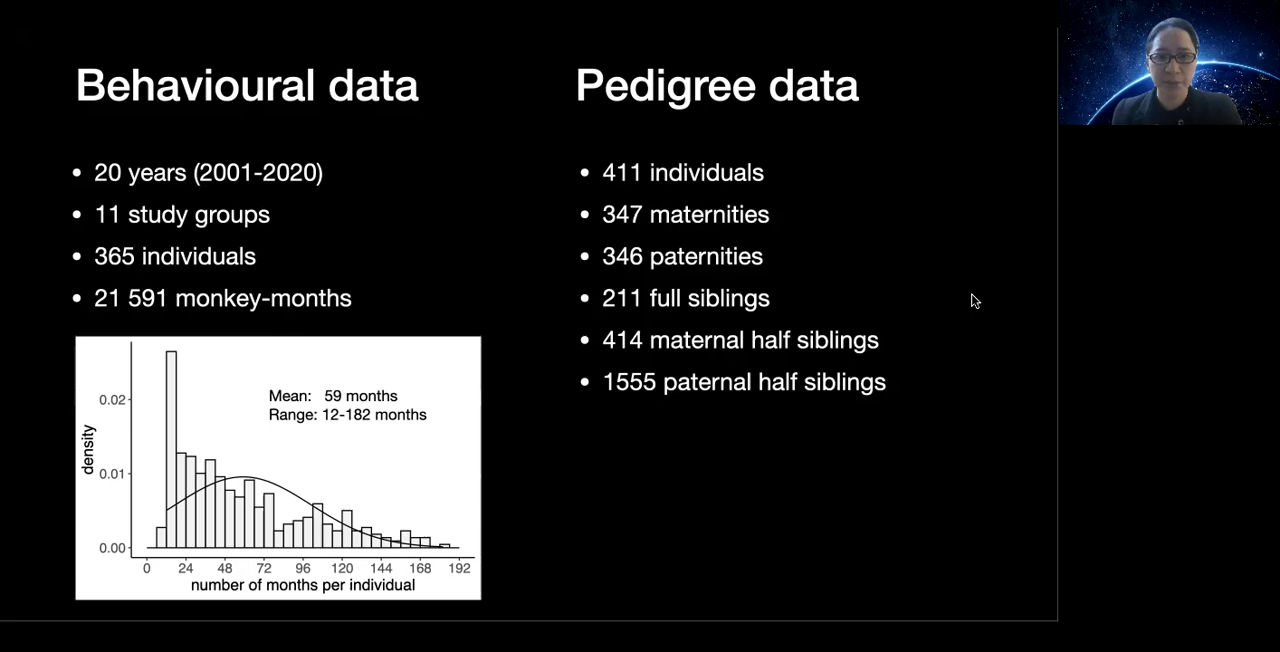 Behavioural data
• 20 years (2001-2020)
• 11 study groups
• 365 individuals
• 21 591 monkey-months
Mean: 59 months
Range: 12-182 months
density
0.02
0.01
0.00
0 24 48 72 96 120 144 168 192
number of months per individual
Pedigree data
• 411 individuals
• 347 maternities
• 346 paternities
• 211 full siblings
• 414 maternal half siblings
• 1555 paternal half siblings